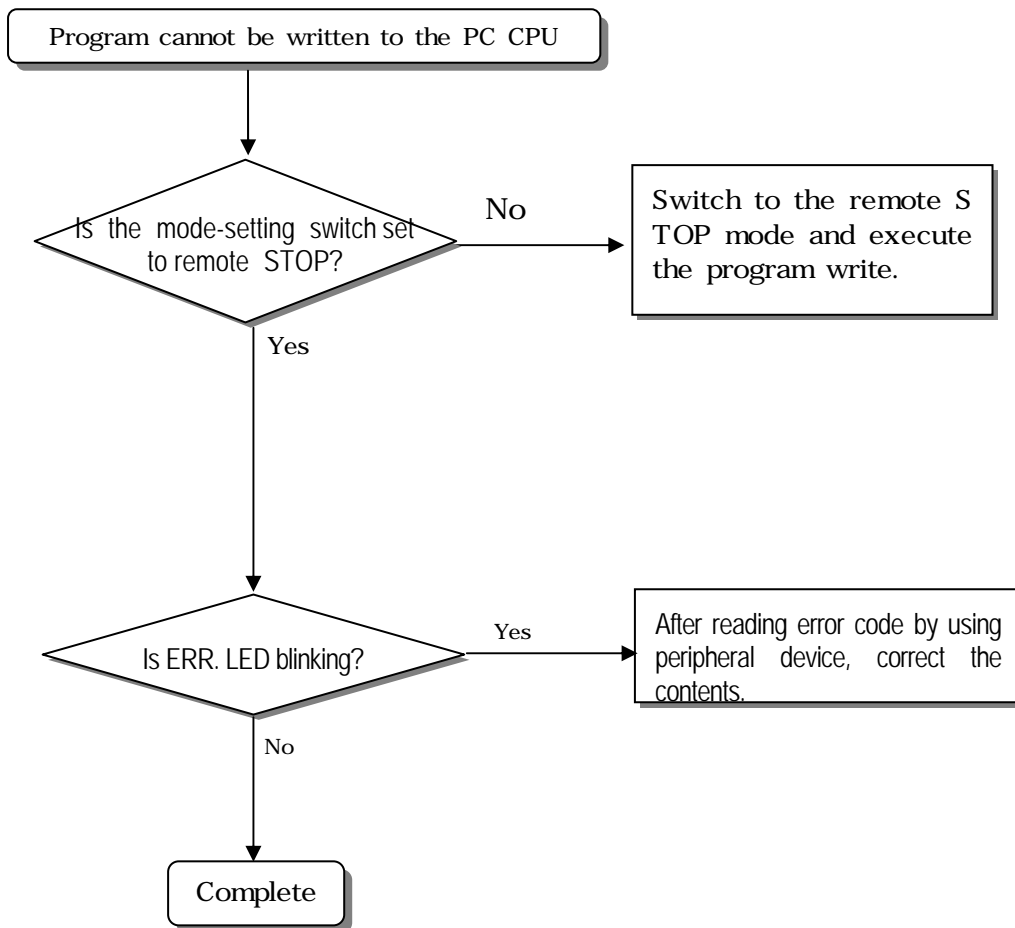 Program cannot be written to the PC CPU
Is the mode-setting switch set
to remote STOP?
No
Switch to the remote S
TOP mode and execute
the program write.
Yes
Is ERR. LED blinking?
Yes
After reading error code by using
peripheral device, correct the
contents.
No
Complete